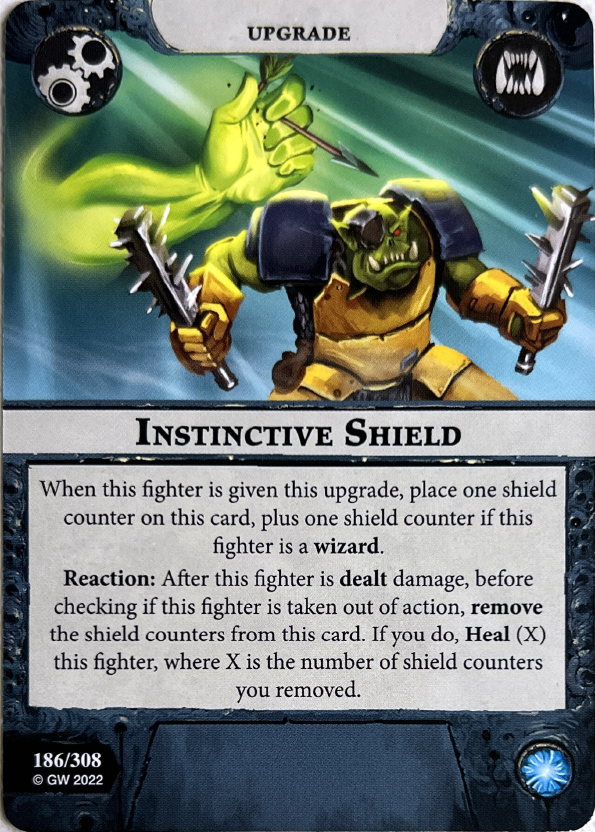 UPGRADE
INSTINCTIVE SHIELD
When this fighter is given this upgrade, place one shield
counter on this card, plus one shield counter if this
fighter is a wizard.
Reaction: After this fighter is dealt damage, before
checking if this fighter is taken out of action, remove
the shield counters from this card. If you do, Heal (X)
this fighter, where X is the number of shield counters
you removed.
186/308
© GW 2022